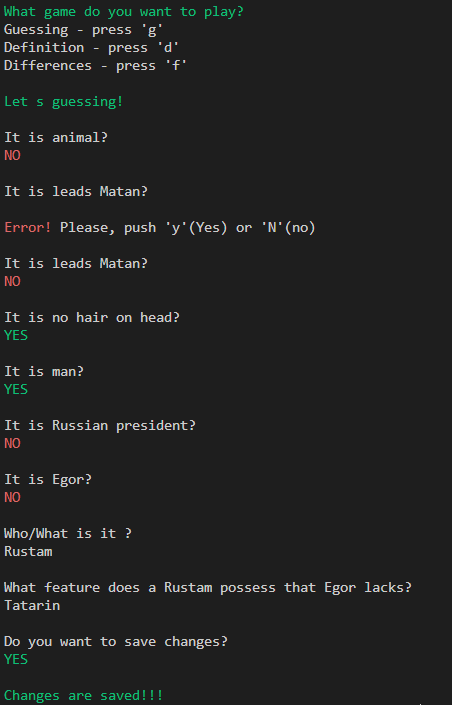 What game do you want to play?
Guessing - press 'g'
Definition - press 'd'
Differences - press 'f'
Let s guessing!
It is animal?
NO
It is leads Matan?
Error! Please, push 'y'(Yes) or 'N'(no)
It is leads Matan?
NO
It is no hair on head?
YES
It is man?
YES
It is Russian president?
NO
It is Egor?
NO
Who/What is it ?
Rustam
What feature does a Rustam possess that Egor lacks?
Tatarin
Do you want to save changes?
YES
Changes are saved!!!